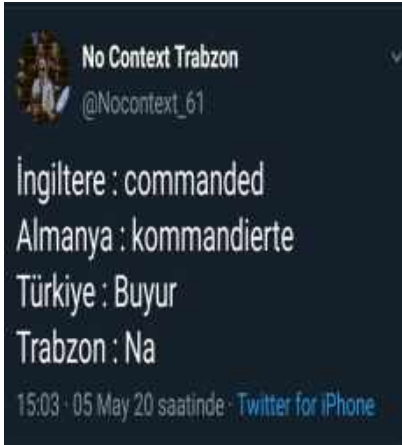 No Context Trabzon
@Nocontext_61
İngiltere : commanded
Almanya : kommandierte
Türkiye : Buyur
Trabzon : Na
15:03 · 05 May 20 saatinde · Twitter for iPhone